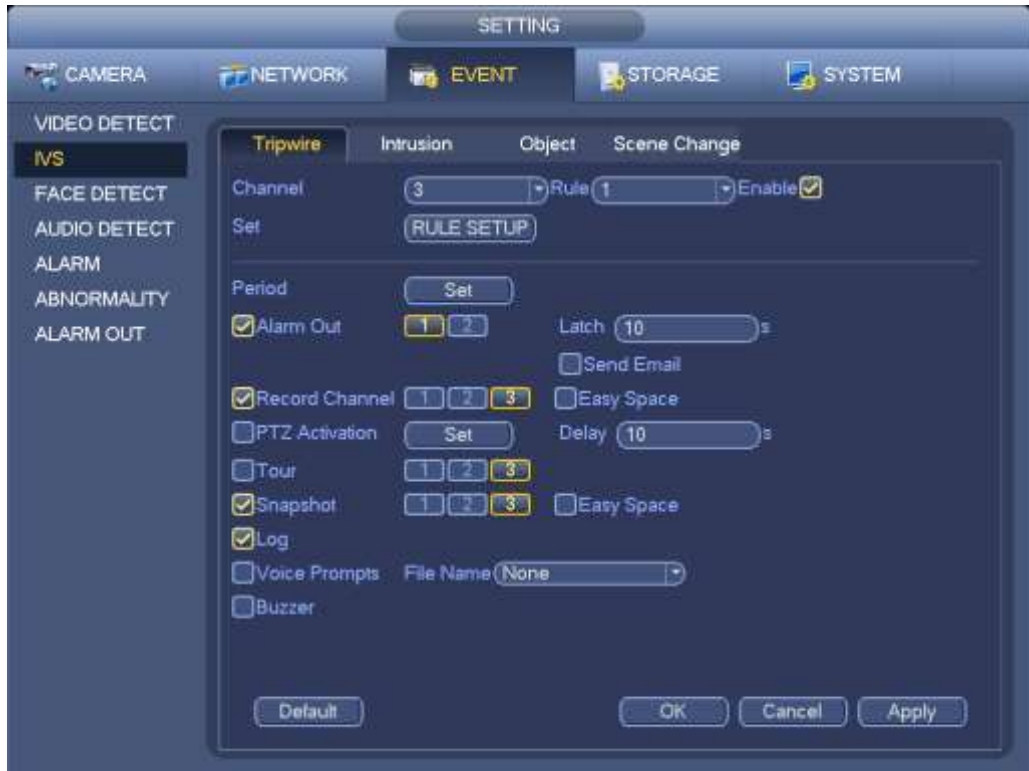 SETTING
CAMERA NETWORK EVENT STORAGE SYSTEM
VIDEO DETECT
IVS
FACE DETECT
AUDIO DETECT
ALARM
ABNORMALITY
ALARM OUT
Tripwire Intrusion Object Scene Change
Channel 3 Rule 1 Enable
Set RULE SETUP
Period Set
Alarm Out 1 2 Latch 10 s
Send Email
Record Channel 1 2 3 Easy Space
PTZ Activation Set Delay 10 s
Tour 1 2 3
Snapshot 1 2 3 Easy Space
Log
Voice Prompts File Name None
Buzzer
Default OK Cancel Apply